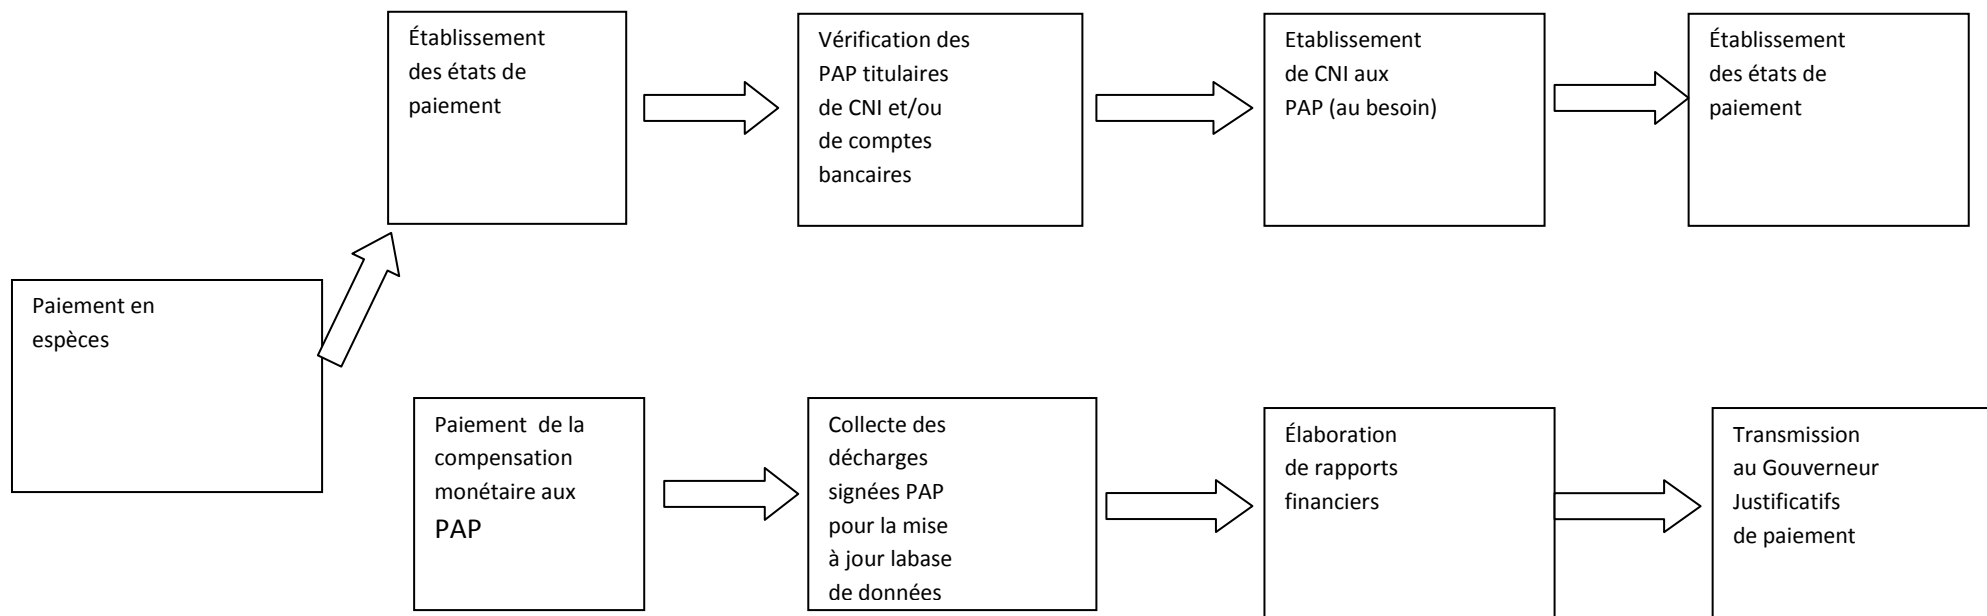 Établissement
des états de
paiement
Vérification des
PAP titulaires
de CNI et/ou
de comptes
bancaires
Etablissement
de CNI aux
PAP (au besoin)
Établissement
des états de
paiement
Paiement en
espèces
Paiement de la
compensation
monétaire aux
PAP
Collecte des
décharges
signées PAP
pour la mise
à jour labase
de données
Élaboration
de rapports
financiers
Transmission
au Gouverneur
Justificatifs
de paiement